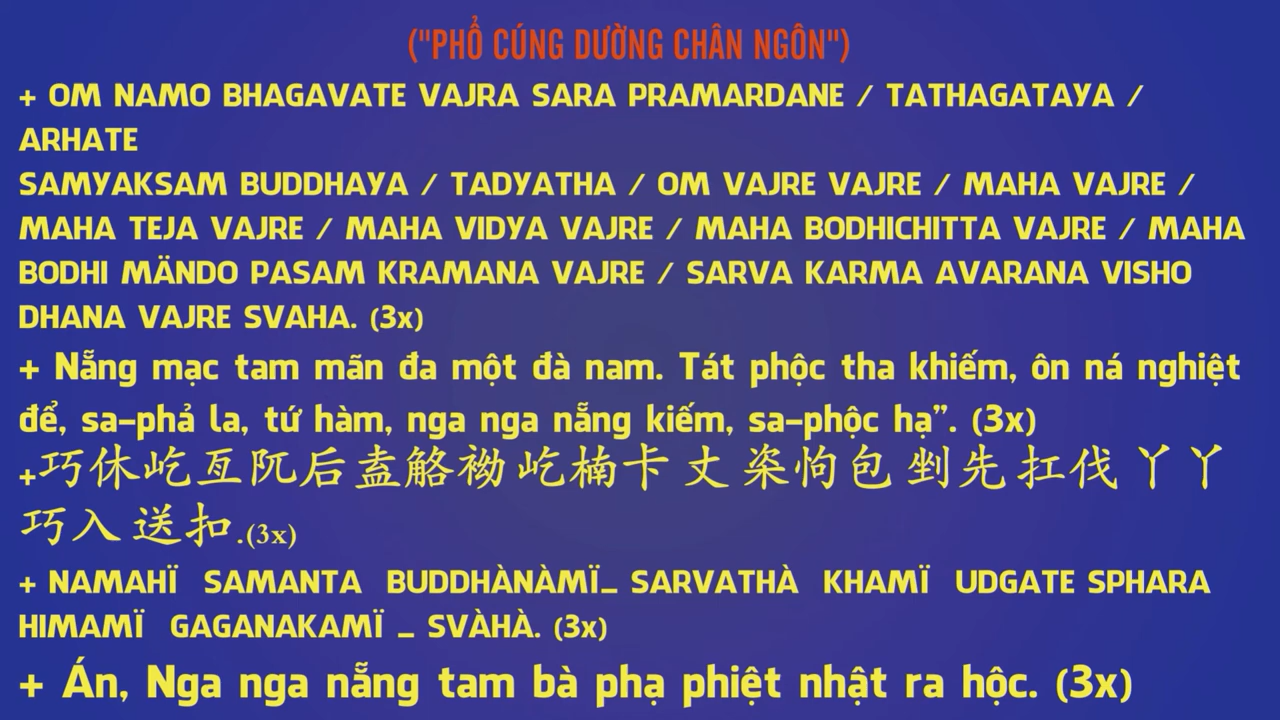 ("PHỔ CÚNG DƯỜNG CHÂN NGÔN")
+ OM NAMO BHAGAVATE VAJRA SARA PRAMARDANE / TATHAGATAYA /
ARHATE
SAMYAKSAM BUDDHAYA / TADYATHA / OM VAJRE VAJRE / MAHA VAJRE /
MAHA TEJA VAJRE / MAHA VIDYA VAJRE / MAHA BODHICHITTA VAJRE / MAHA
BODHI MÄNDO PASAM KRAMANA VAJRE / SARVA KARMA AVARANA VISHO
DHANA VAJRE SVAHA. (3x)
+ Nẵng mạc tam mãn đa một đà nam. Tát phộc tha khiếm, ôn ná nghiệt
để, sa-phả la, tứ hàm, nga nga nẵng kiếm, sa-phộc hạ”. (3x)
+巧休屹亙阢后盍觡袎屹楠卡丈楶怐包剉先扛伐丫丫
巧入送扣.(3x)
+ NAMAHÏ SAMANTA BUDDHÀNÀMÏ_ SARVATHÀ KHAMÏ UDGATE SPHARA
HIMAMÏ GAGANAKAMÏ _ SVÀHÀ. (3x)
+ Án, Nga nga nẵng tam bà phạ phiệt nhật ra hộc. (3x)